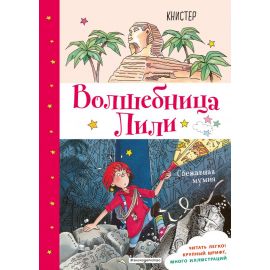 КНИСТЕР
Волшебница
Лили
Сбежавшая
мумия
ЧИТАТЬ ЛЕГКО!
КРУПНЫЙ ШРИФТ,
МНОГО ИЛЛЮСТРАЦИЙ